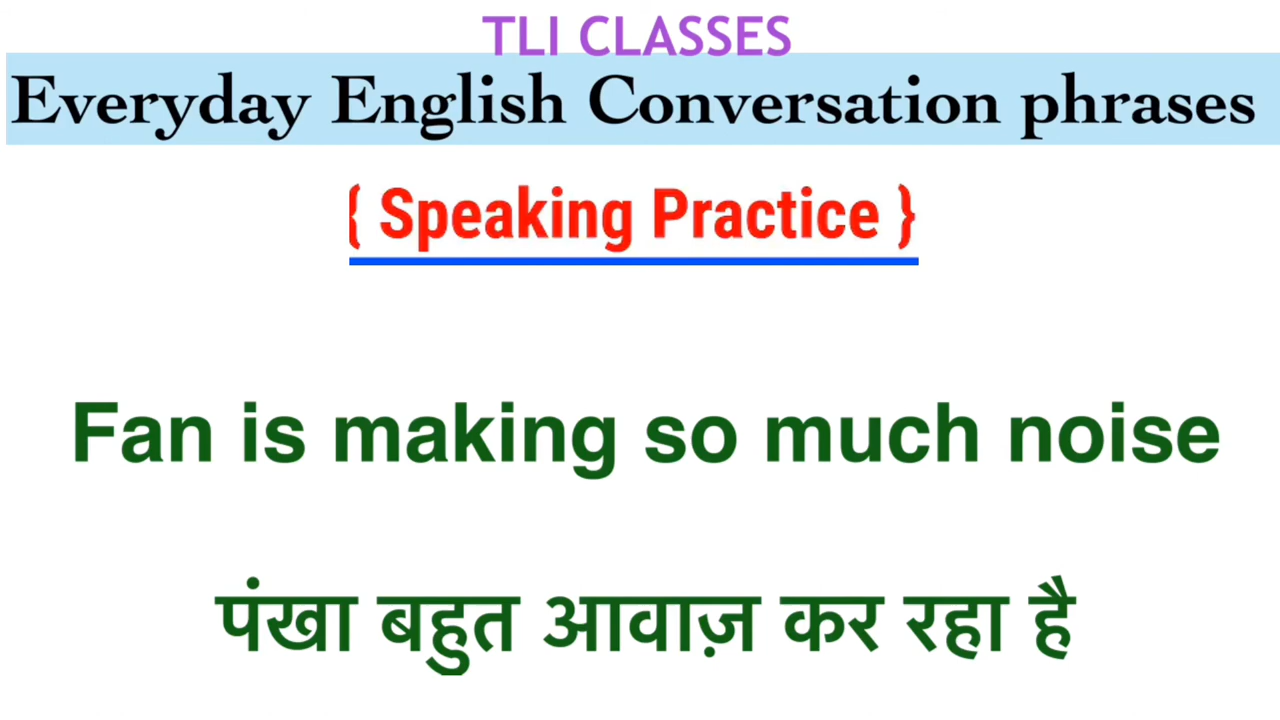 TLI CLASSES
Everyday English Conversation phrases
{ Speaking Practice }
Fan is making so much noise
पंखा बहुत आवाज़ कर रहा है